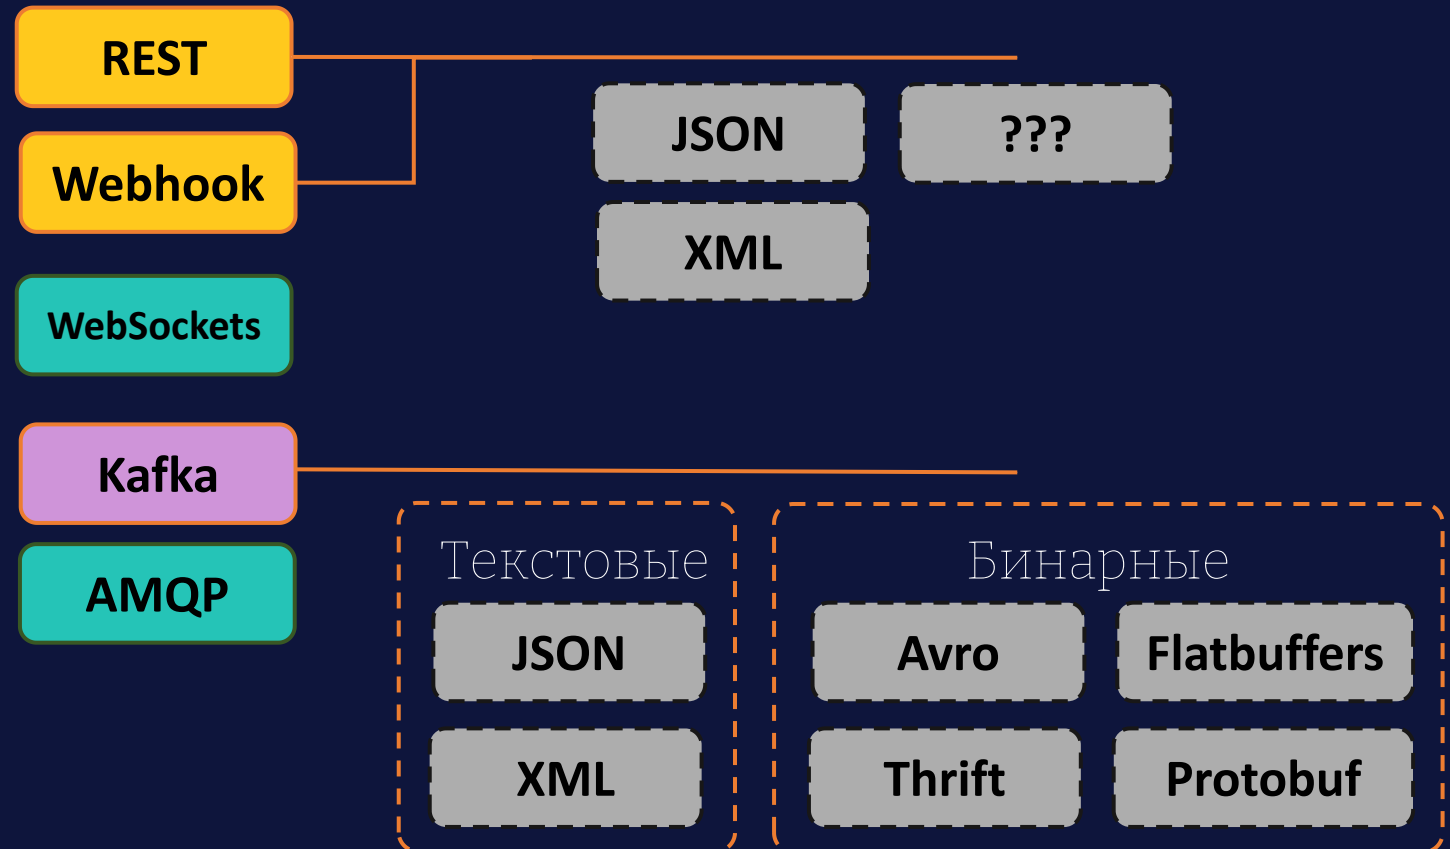 REST
JSON
???
Webhook
XML
WebSockets
Kafka
Текстовые
Бинарные
AMQP
JSON
Avro
Flatbuffers
XML
Thrift
Protobuf